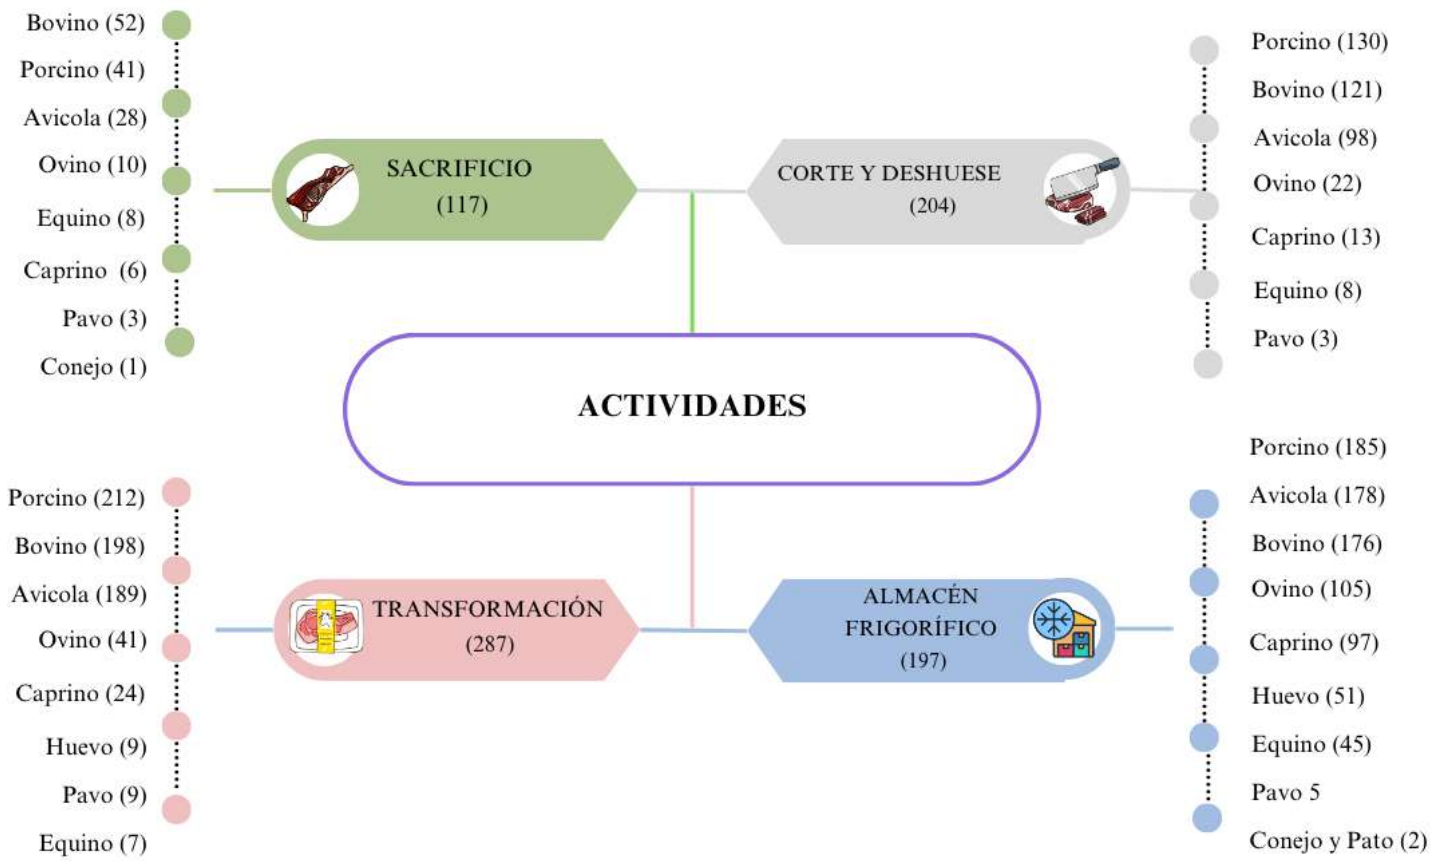 Bovino (52)
Porcino (41)
Avicola (28)
Ovino (10)
Equino (8)
Caprino (6)
Pavo (3)
Conejo (1)
SACRIFICIO
(117)
CORTE Y DESHUESE
(204)
Porcino (130)
Bovino (121)
Avicola (98)
Ovino (22)
Caprino (13)
Equino (8)
Pavo (3)
ACTIVIDADES
Porcino (212)
Bovino (198)
Avicola (189)
Ovino (41)
Caprino (24)
Huevo (9)
Pavo (9)
Equino (7)
TRANSFORMACIÓN
(287)
ALMACÉN
FRIGORÍFICO
(197)
Porcino (185)
Avicola (178)
Bovino (176)
Ovino (105)
Caprino (97)
Huevo (51)
Equino (45)
Pavo 5
Conejo y Pato (2)